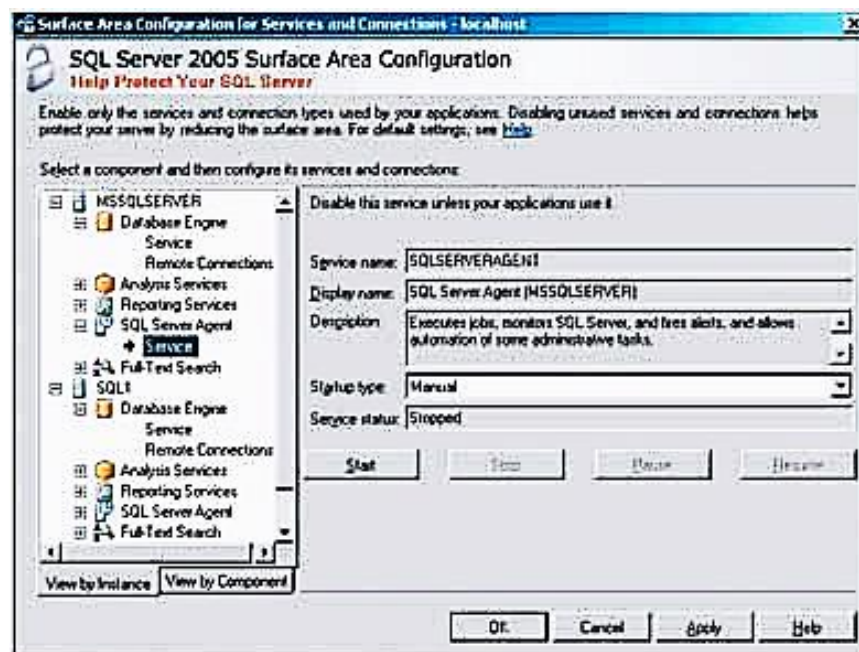 Surface Area Configuration for Services and Connections - localhost
SQL Server 2005 Surface Area Configuration
Help Protect Your SQL Server
Enable only the services and connection types used by your applications. Disabling unused services and connections helps
protect your server by reducing the surface area. For default settings, see Help.
Select a component and then configure its services and connections:
MSSQLSERVER
Database Engine
Service
Remote Connections
Analysis Services
Reporting Services
SQL Server Agent
Service
Full-Text Search
SQL1
Database Engine
Service
Remote Connections
Analysis Services
Reporting Services
SQL Server Agent
Full-Text Search
View by Instance
View by Component
Disable this service unless your applications use it.
Service name: SQLSERVERAGENT
Display name: SQL Server Agent (MSSQLSERVER)
Description: Executes jobs, monitors SQL Server, and fires alerts, and allows
automation of some administrative tasks.
Startup type: Manual
Service status: Stopped
Start
Stop
Pause
Resume
OK
Cancel
Apply
Help